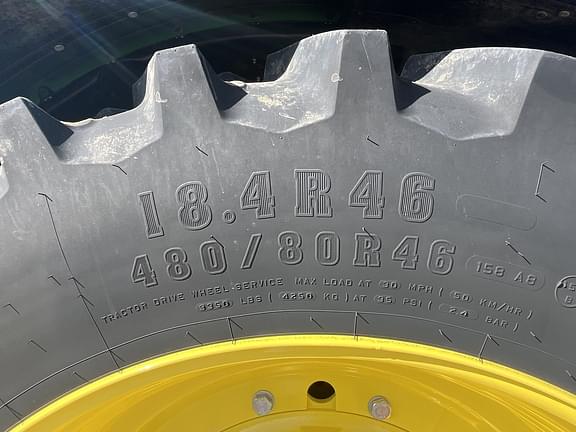 18.4R46
480/80R46 158 A8
TRACTOR DRIVE WHEEL SERVICE MAX LOAD AT (30) MPH (50 KM/HR)
9350 LBS (4250 KG) AT 35 PSI (2.4 BAR)